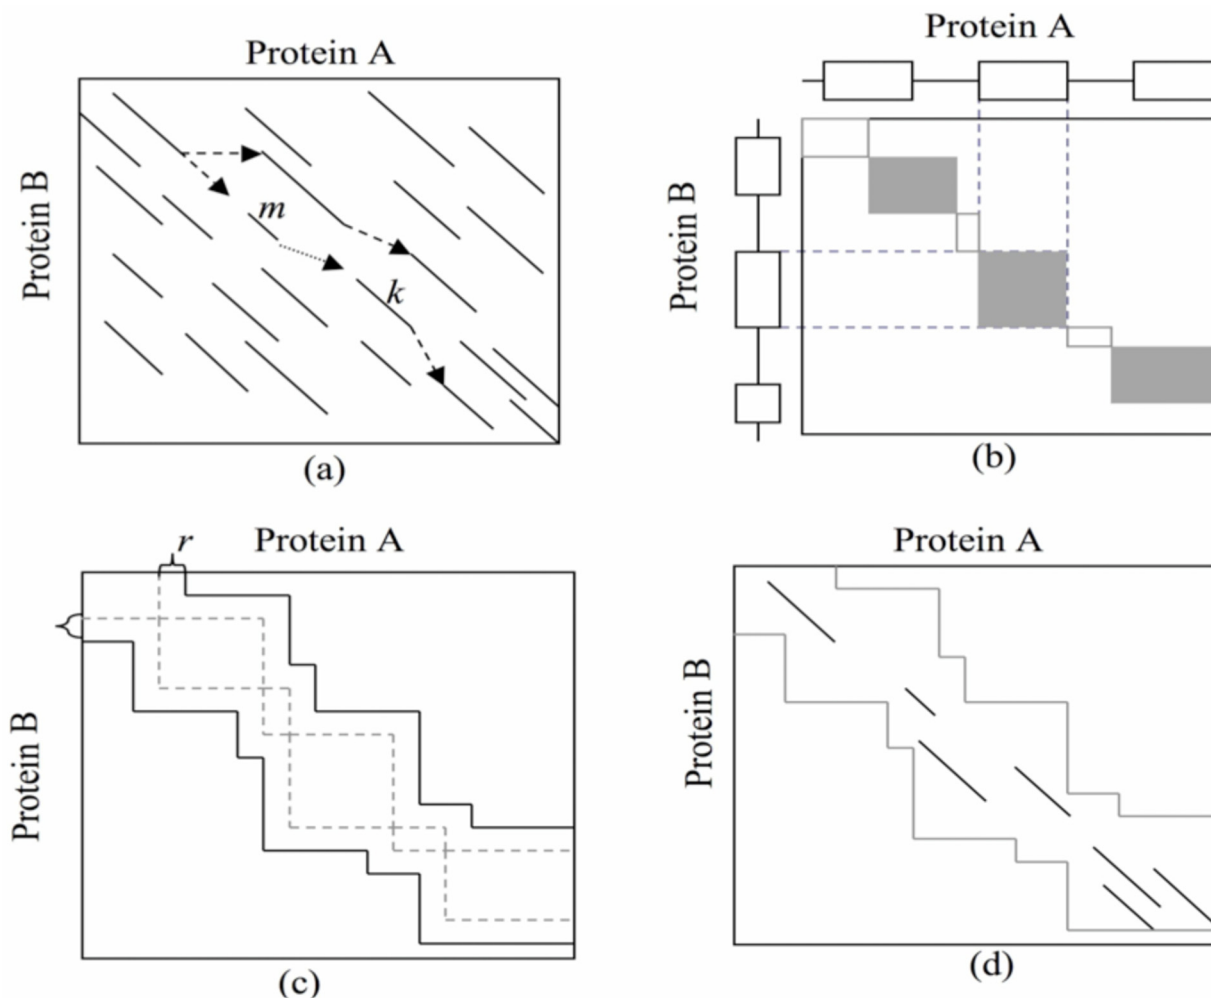 Protein A
Protein B
m
k
(a)
Protein A
Protein B
(b)
r
Protein A
Protein B
(c)
Protein A
Protein B
(d)